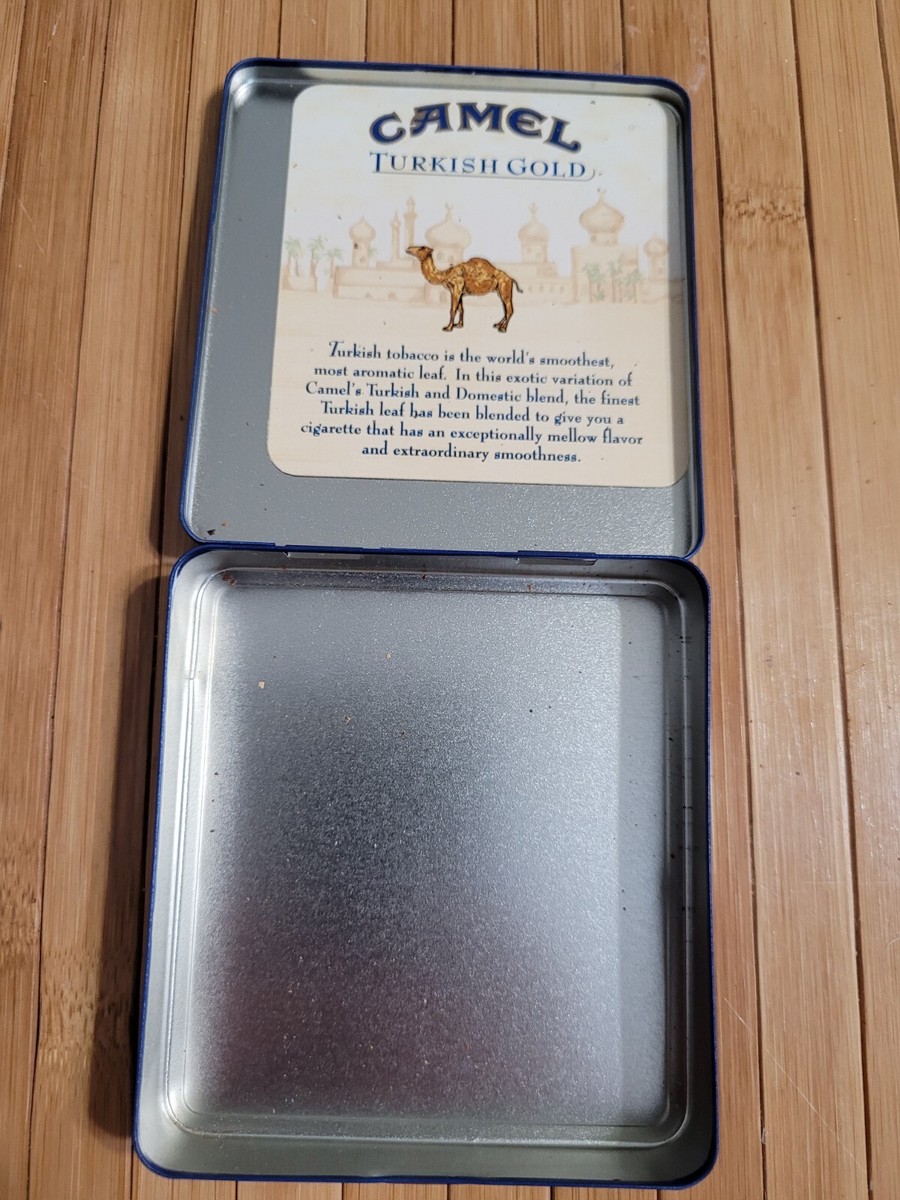 CAMEL
TURKISH GOLD
Turkish tobacco is the world's smoothest,
most aromatic leaf. In this exotic variation of
Camel's Turkish and Domestic blend, the finest
Turkish leaf has been blended to give you a
cigarette that has an exceptionally mellow flavor
and extraordinary smoothness.